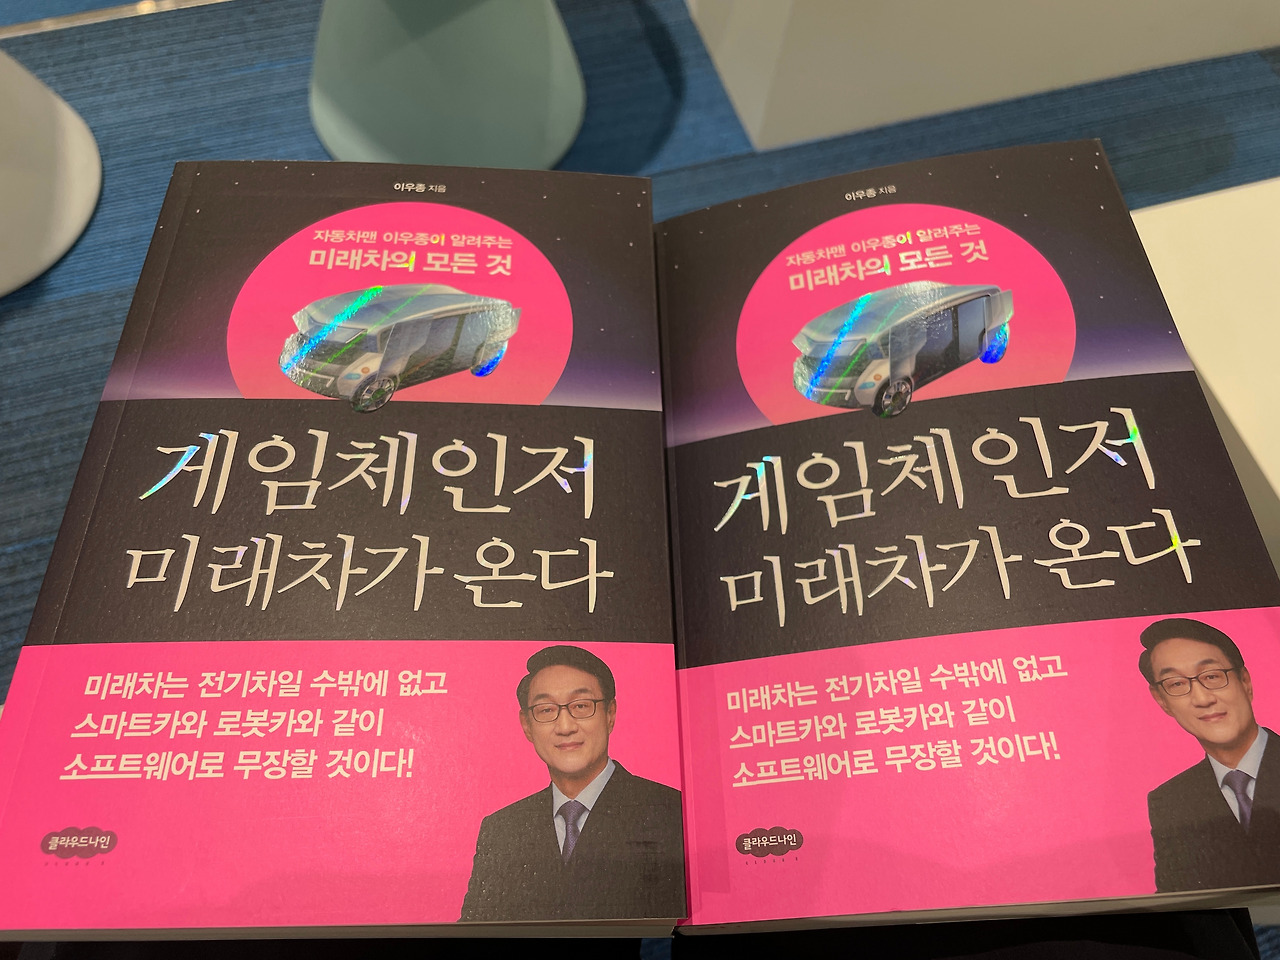 이우종 지음
자동차맨 이우종이 알려주는
미래차의 모든 것
게임체인저
미래차가 온다
미래차는 전기차일 수밖에 없고
스마트카와 로봇카와 같이
소프트웨어로 무장할 것이다!
클라우드나인
이우종 지음
자동차맨 이우종이 알려주는
미래차의 모든 것
게임체인저
미래차가 온다
미래차는 전기차일 수밖에 없고
스마트카와 로봇카와 같이
소프트웨어로 무장할 것이다!
클라우드나인